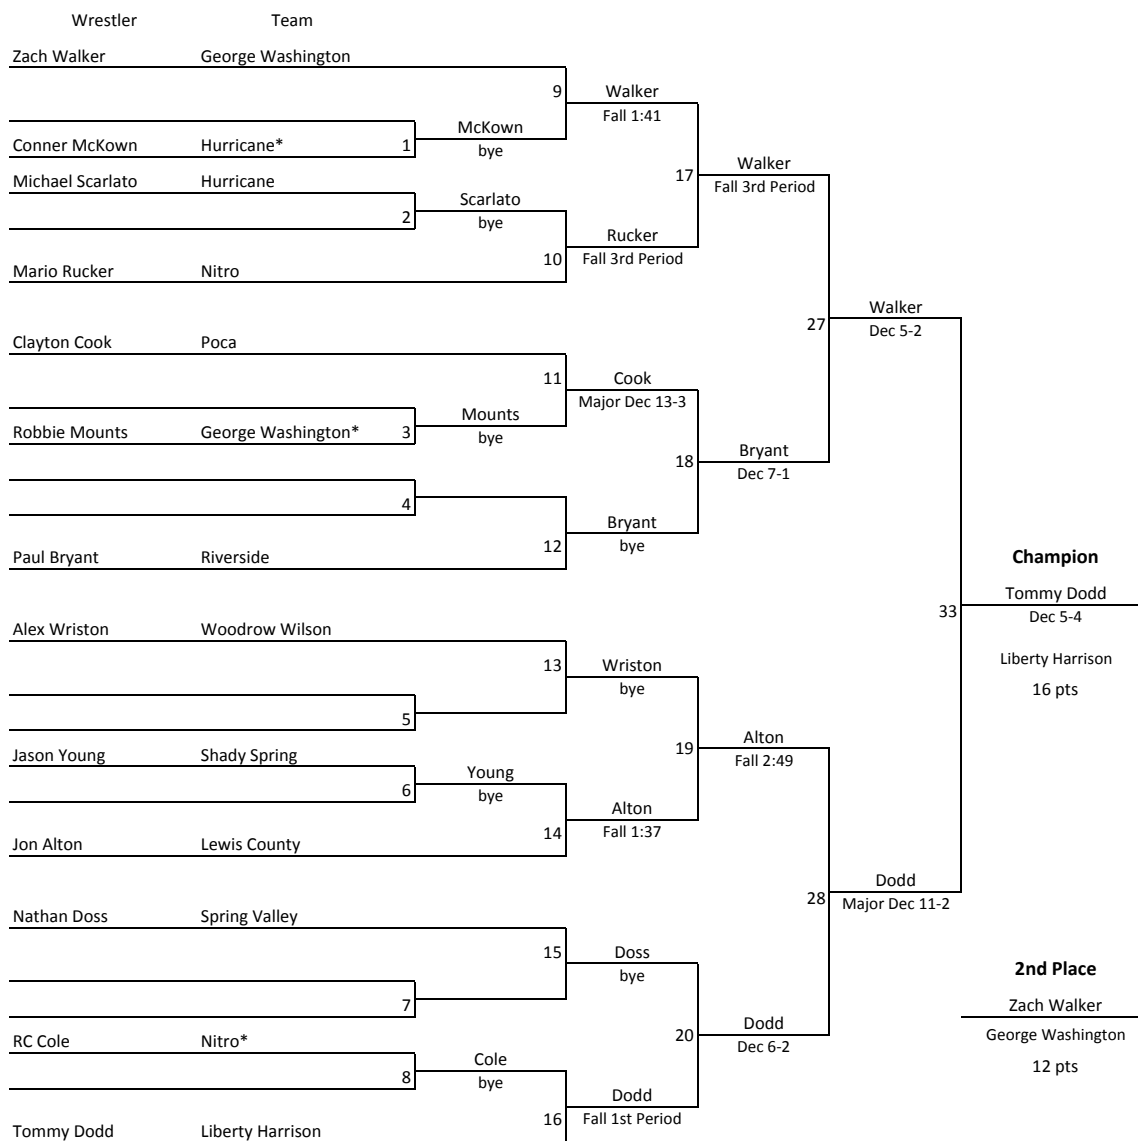 Wrestler Team
Zach Walker George Washington
9 Walker
Fall 1:41
McKown
Conner McKown Hurricane* 1
bye
17 Walker
Fall 3rd Period
Michael Scarlato Hurricane
Scarlato
2 bye
Rucker
10 Fall 3rd Period
Mario Rucker Nitro
Walker
27 Dec 5-2
Clayton Cook Poca
11 Cook
Major Dec 13-3
Mounts
Robbie Mounts George Washington* 3
bye
Bryant
18 Dec 7-1
4
Bryant
12 bye
Paul Bryant Riverside
Champion
Tommy Dodd
33 Dec 5-4
Liberty Harrison
16 pts
Alex Wriston Woodrow Wilson
13 Wriston
bye
5
Alton
19 Fall 2:49
Jason Young Shady Spring
Young
6 bye
Alton
14 Fall 1:37
Jon Alton Lewis County
Dodd
28 Major Dec 11-2
Nathan Doss Spring Valley
15 Doss
bye
7
2nd Place
Zach Walker
George Washington
12 pts
Dodd
20 Dec 6-2
RC Cole Nitro*
Cole
8 bye
Dodd
16 Fall 1st Period
Tommy Dodd Liberty Harrison